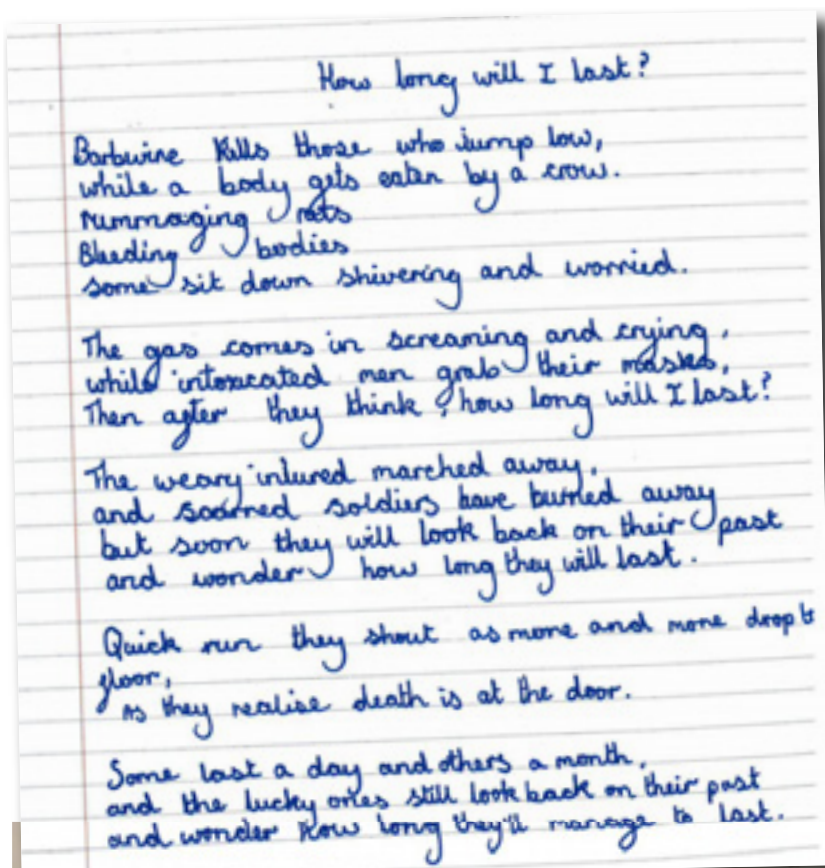 How long will I last?
Barbwire kills those who jump low,
while a body gets eaten by a crow.
rummaging rats
Bleeding bodies
some sit down shivering and worried.
The gas comes in screaming and crying,
while intoxicated men grab their masks,
Then after they think, how long will I last?
The weary injured marched away,
and scarred soldiers have burried away
but soon they will look back on their past
and wonder how long they will last.
Quick run they shout as more and more drop to
floor,
As they realise death is at the door.
Some last a day and others a month,
and the lucky ones still look back on their past
and wonder how long they'll manage to last.